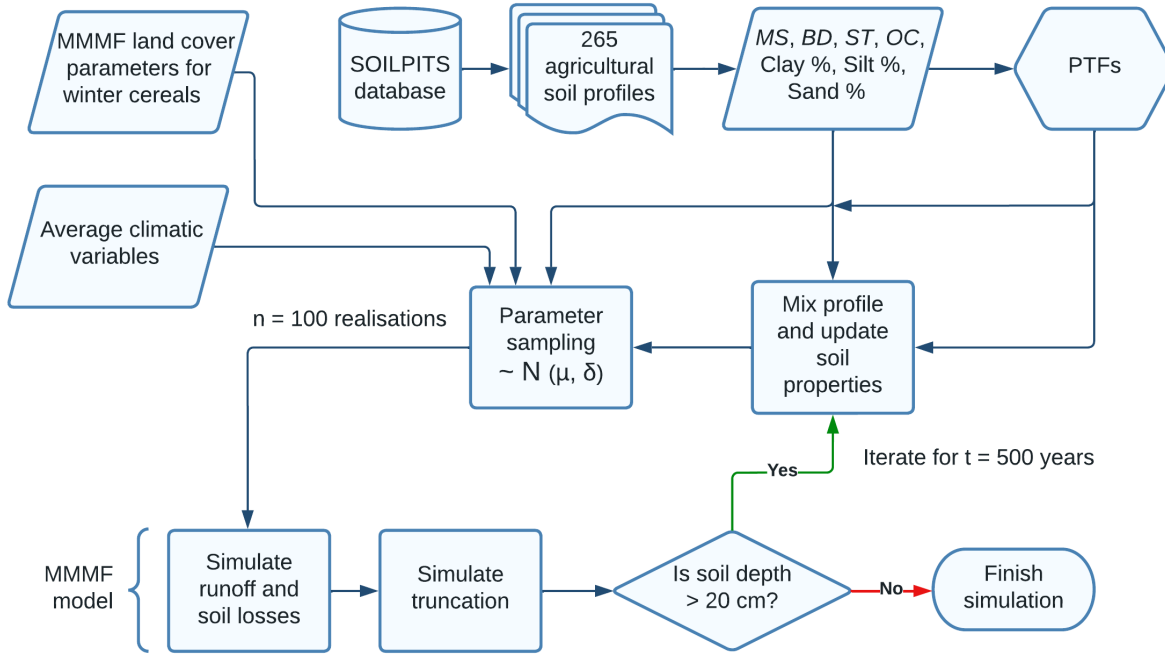 MMMF land cover
parameters for
winter cereals
SOILPITS
database
265
agricultural
soil profiles
MS, BD, ST, OC,
Clay %, Silt %,
Sand %
PTFs
Average climatic
variables
n = 100 realisations
Parameter
sampling
~ N (μ, δ)
Mix profile
and update
soil
properties
Iterate for t = 500 years
Yes
MMMF
model
Simulate
runoff and
soil losses
Simulate
truncation
Is soil depth
> 20 cm?
No
Finish
simulation